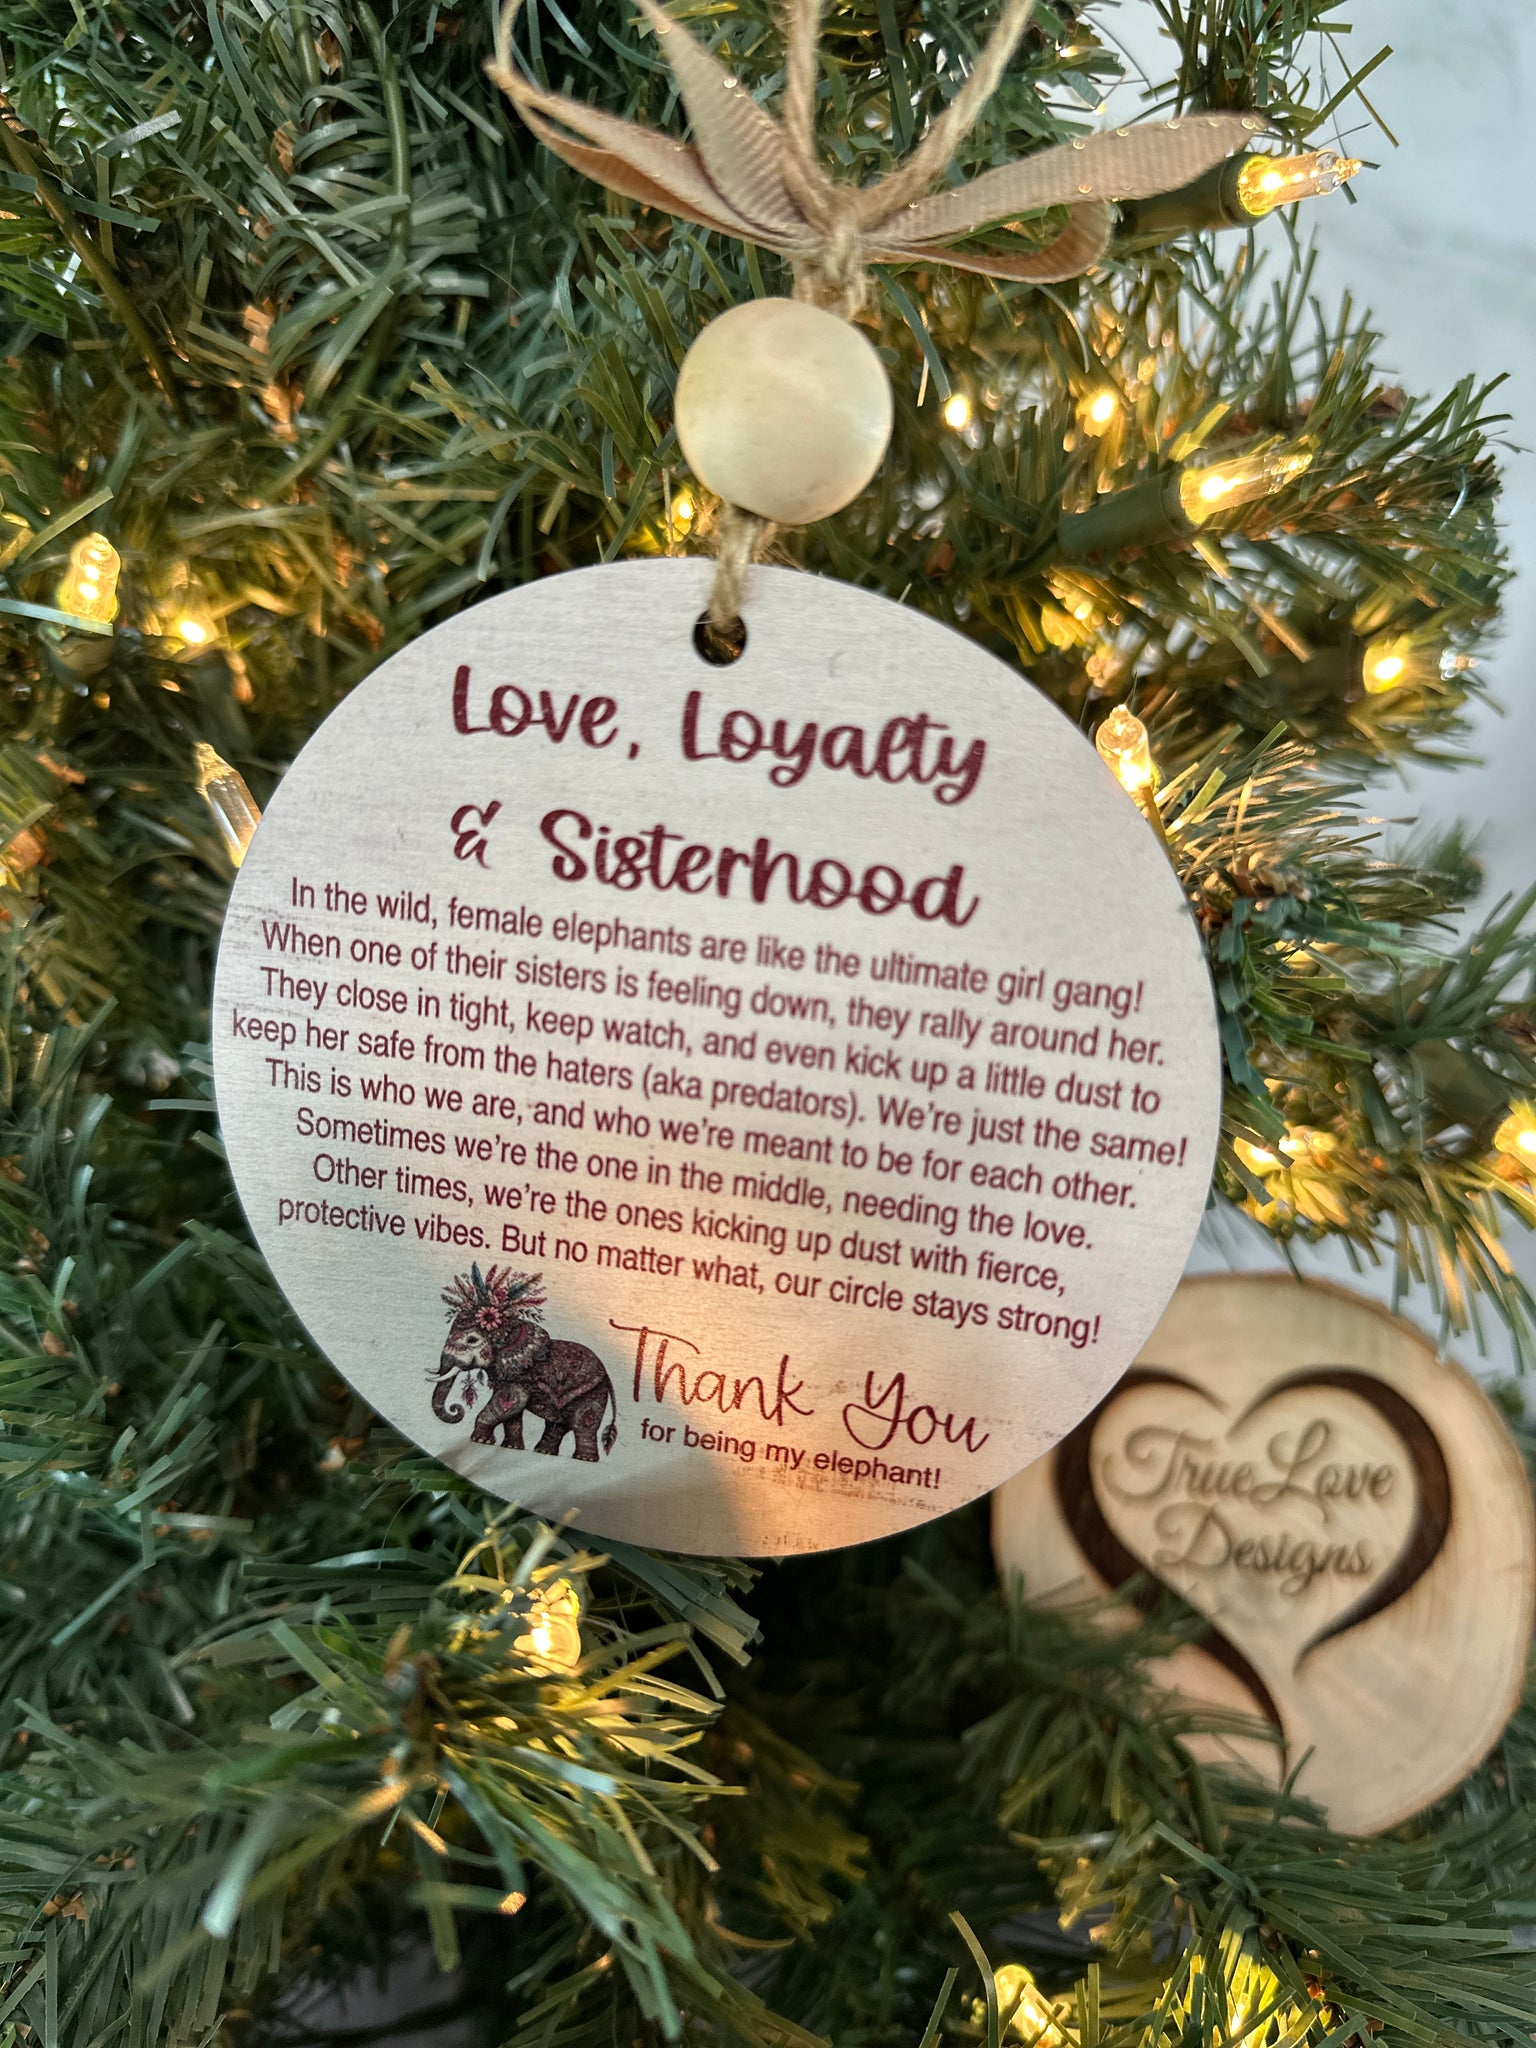 Love, Loyalty
& Sisterhood
In the wild, female elephants are like the ultimate girl gang!
When one of their sisters is feeling down, they rally around her.
They close in tight, keep watch, and even kick up a little dust to
keep her safe from the haters (aka predators). We're just the same!
This is who we are, and who we're meant to be for each other.
Sometimes we're the one in the middle, needing the love.
Other times, we're the ones kicking up dust with fierce,
protective vibes. But no matter what, our circle stays strong!
Thank You
for being my elephant!
TrueLove
Designs